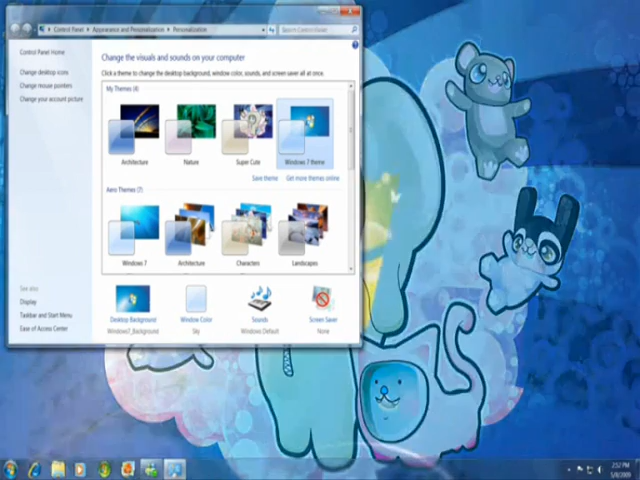 Control Panel ▸ Appearance and Personalization ▸ Personalization
Search Control Panel
Control Panel Home
Change desktop icons
Change mouse pointers
Change your account picture
See also
Display
Taskbar and Start Menu
Ease of Access Center
Change the visuals and sounds on your computer
Click a theme to change the desktop background, window color, sounds, and screen saver all at once.
My Themes (4)
Architecture
Nature
Super Cute
Windows 7 theme
Save theme
Get more themes online
Aero Themes (7)
Windows 7
Architecture
Characters
Landscapes
Desktop Background
Windows7_Background
Window Color
Sky
Sounds
Windows Default
Screen Saver
None
2:52 PM